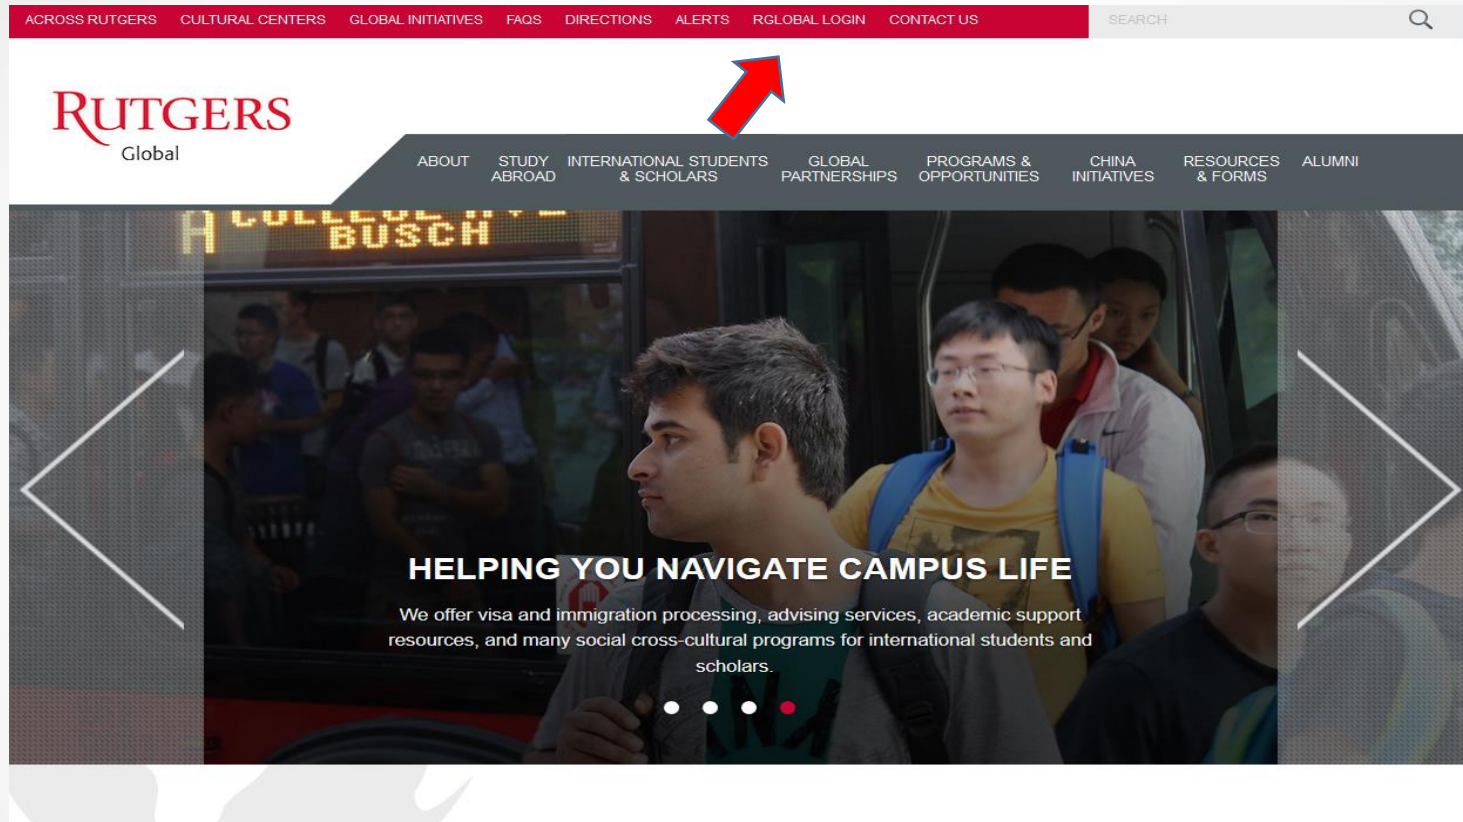 ACROSS RUTGERS CULTURAL CENTERS GLOBAL INITIATIVES FAQS DIRECTIONS ALERTS RGLOBAL LOGIN CONTACT US SEARCH
RUTGERS
Global
ABOUT
STUDY
ABROAD
INTERNATIONAL STUDENTS
& SCHOLARS
GLOBAL
PARTNERSHIPS
PROGRAMS &
OPPORTUNITIES
CHINA
INITIATIVES
RESOURCES
& FORMS
ALUMNI
A COLLEGE AVE
BUSCH
HELPING YOU NAVIGATE CAMPUS LIFE
We offer visa and immigration processing, advising services, academic support
resources, and many social cross-cultural programs for international students and
scholars.